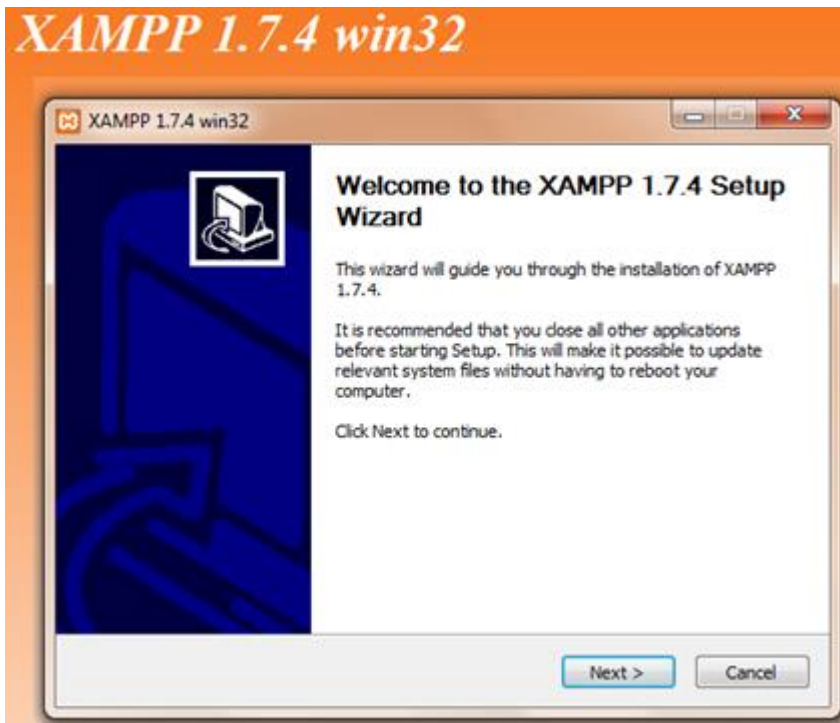 XAMPP 1.7.4 win32
XAMPP 1.7.4 win32
Welcome to the XAMPP 1.7.4 Setup
Wizard
This wizard will guide you through the installation of XAMPP
1.7.4.
It is recommended that you close all other applications
before starting Setup. This will make it possible to update
relevant system files without having to reboot your
computer.
Click Next to continue.
Next >
Cancel